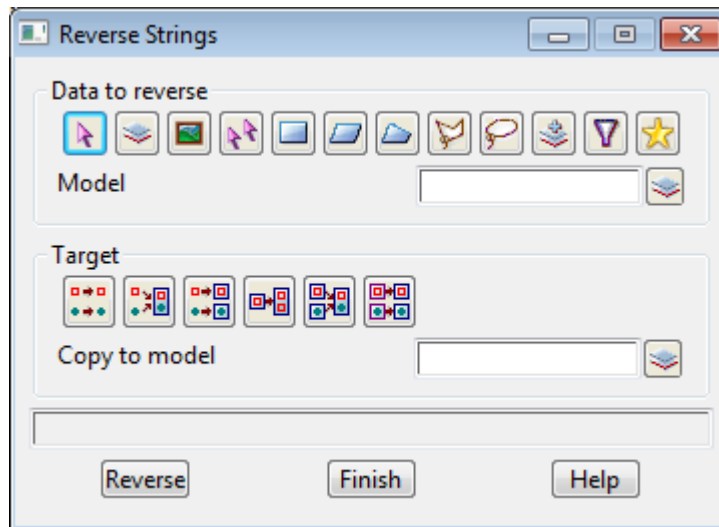 Reverse Strings
Data to reverse
Model
Target
Copy to model
Reverse Finish Help